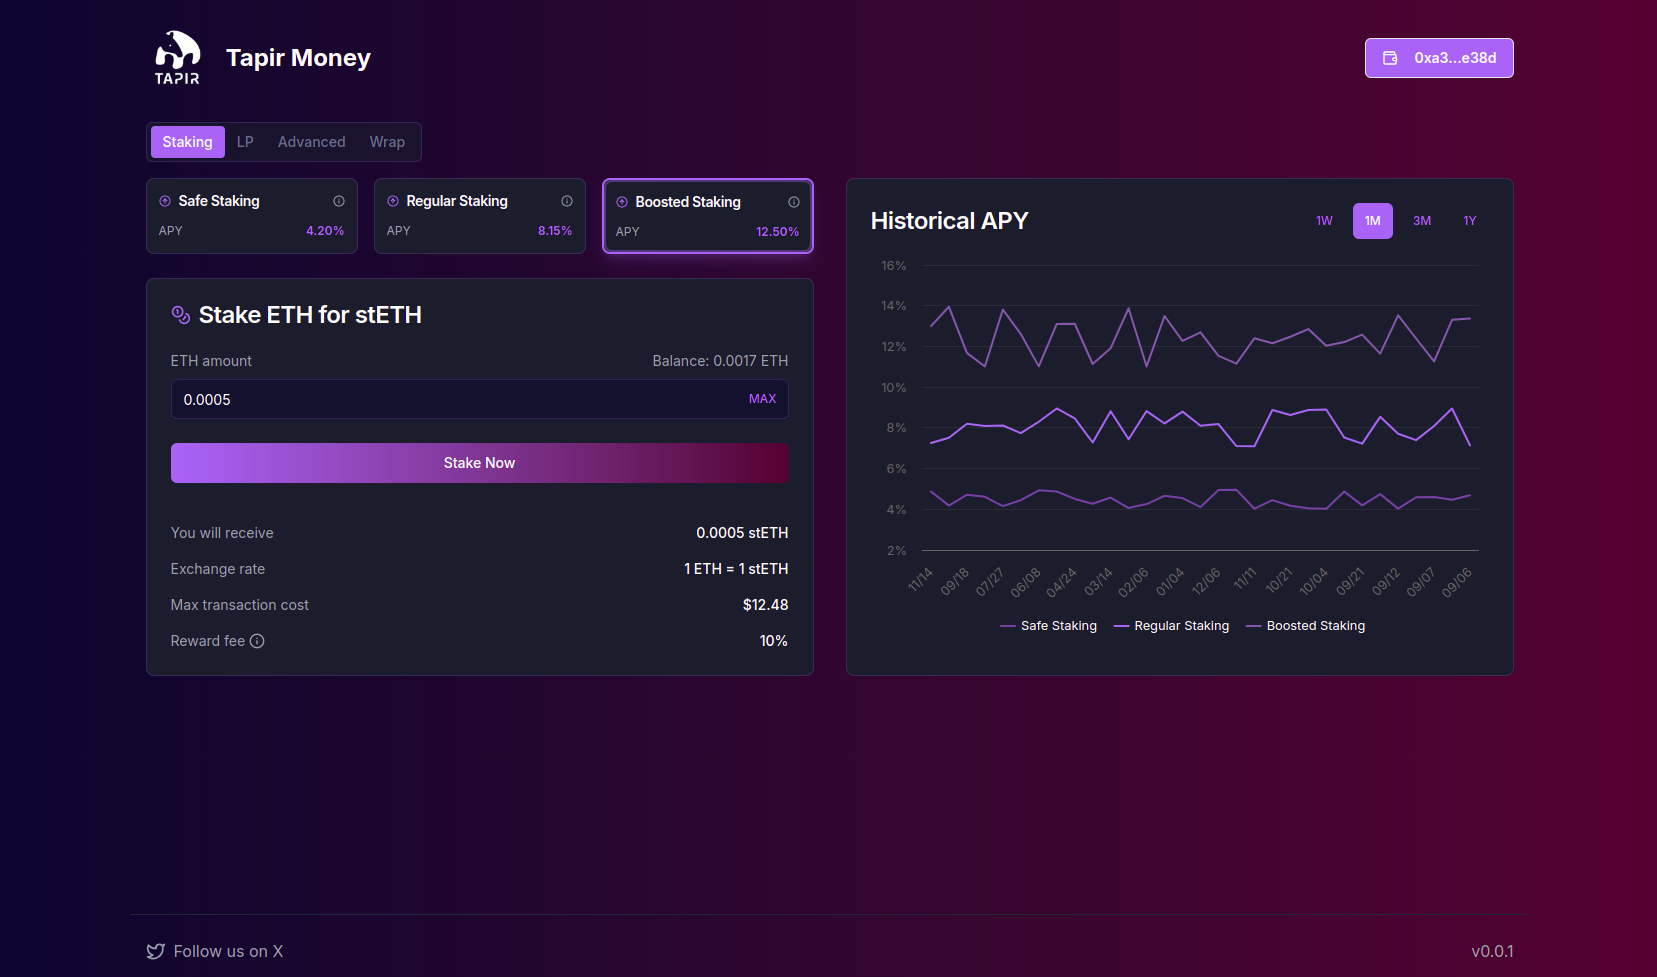 TAPIR
Tapir Money
0xa3...e38d
Staking LP Advanced Wrap
Safe Staking
APY 4.20%
Regular Staking
APY 8.15%
Boosted Staking
APY 12.50%
Stake ETH for stETH
ETH amount Balance: 0.0017 ETH
0.0005 MAX
Stake Now
You will receive 0.0005 stETH
Exchange rate 1 ETH = 1 stETH
Max transaction cost $12.48
Reward fee 10%
Historical APY
1W 1M 3M 1Y
16%
14%
12%
10%
8%
6%
4%
2%
11/14 09/18 07/27 06/08 04/24 03/14 02/06 01/04 12/06 11/11 10/21 10/04 09/21 09/12 09/07 09/06
Safe Staking Regular Staking Boosted Staking
Follow us on X
v0.0.1